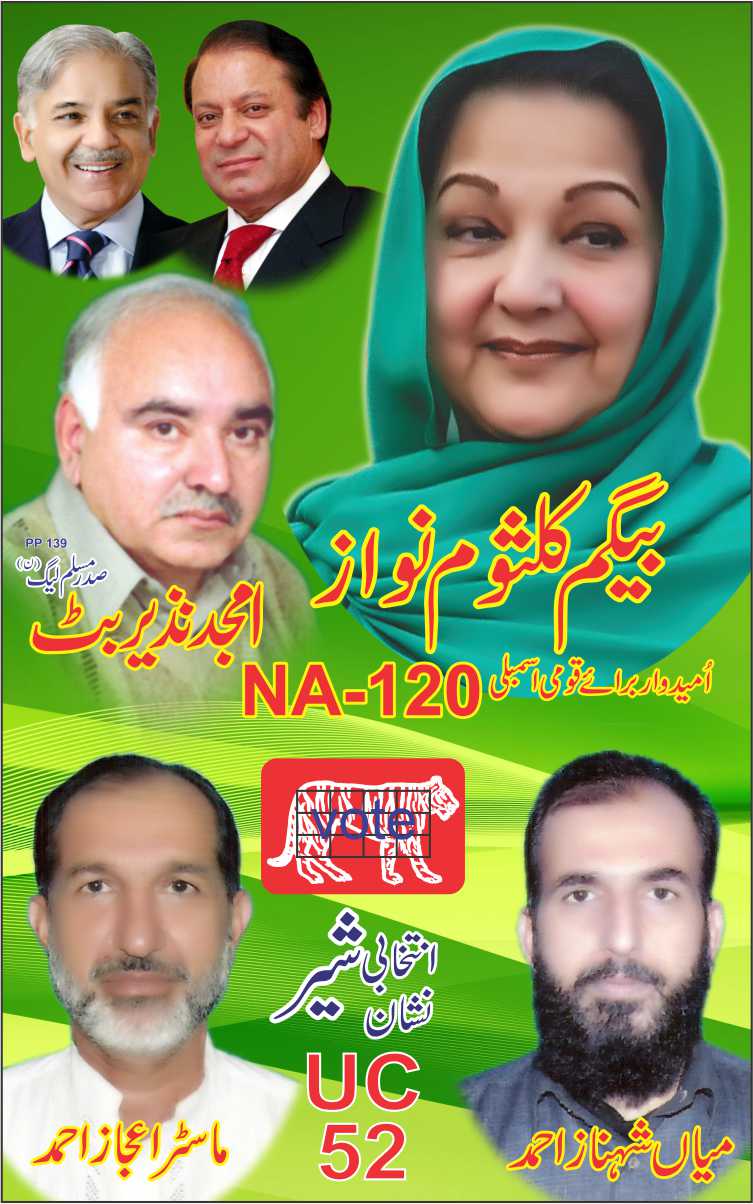 بیگم کلثوم نواز
اُمیدوار برائے قومی اسمبلی NA-120
PP 139
صدر مسلم لیگ (ن)
امجد نذیر بٹ
vote
انتخابی نشان شیر
UC 52
ماسٹر اعجاز احمد
میاں شہناز احمد